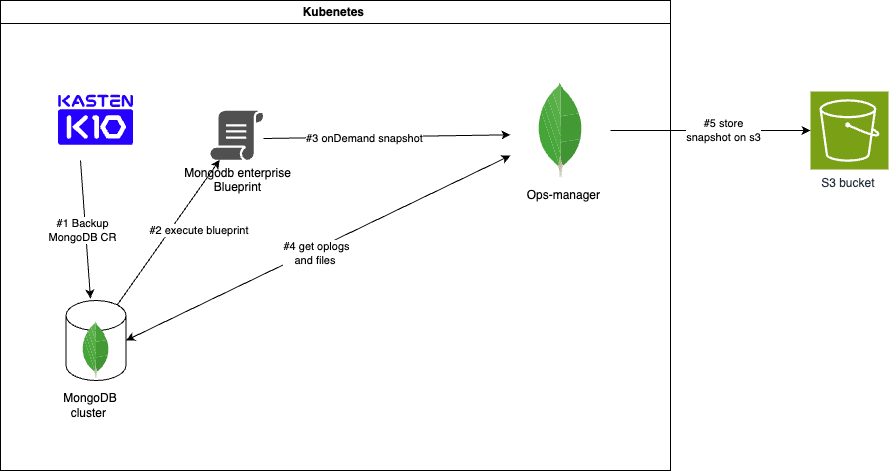 Kubenetes
KASTEN
K10
Mongodb enterprise
Blueprint
#3 onDemand snapshot
Ops-manager
#5 store
snapshot on s3
S3 bucket
#1 Backup
MongoDB CR
#2 execute blueprint
#4 get oplogs
and files
MongoDB
cluster